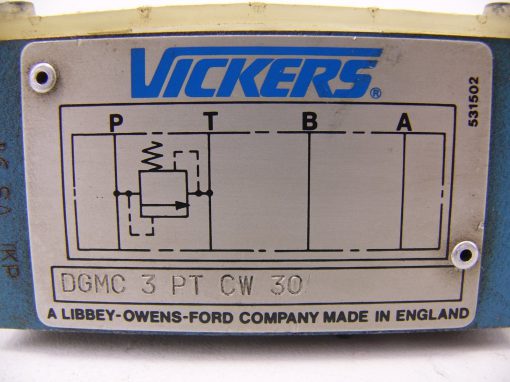 VICKERS®
531502
P T B A
DGMC 3 PT CW 30
A LIBBEY-OWENS-FORD COMPANY MADE IN ENGLAND